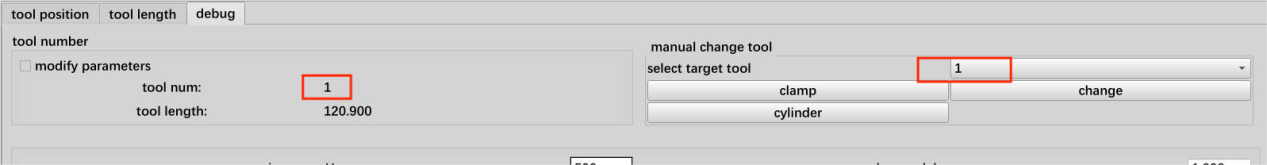 tool position tool length debug
tool number
modify parameters
tool num: 1
tool length: 120.900
manual change tool
select target tool 1
clamp change
cylinder